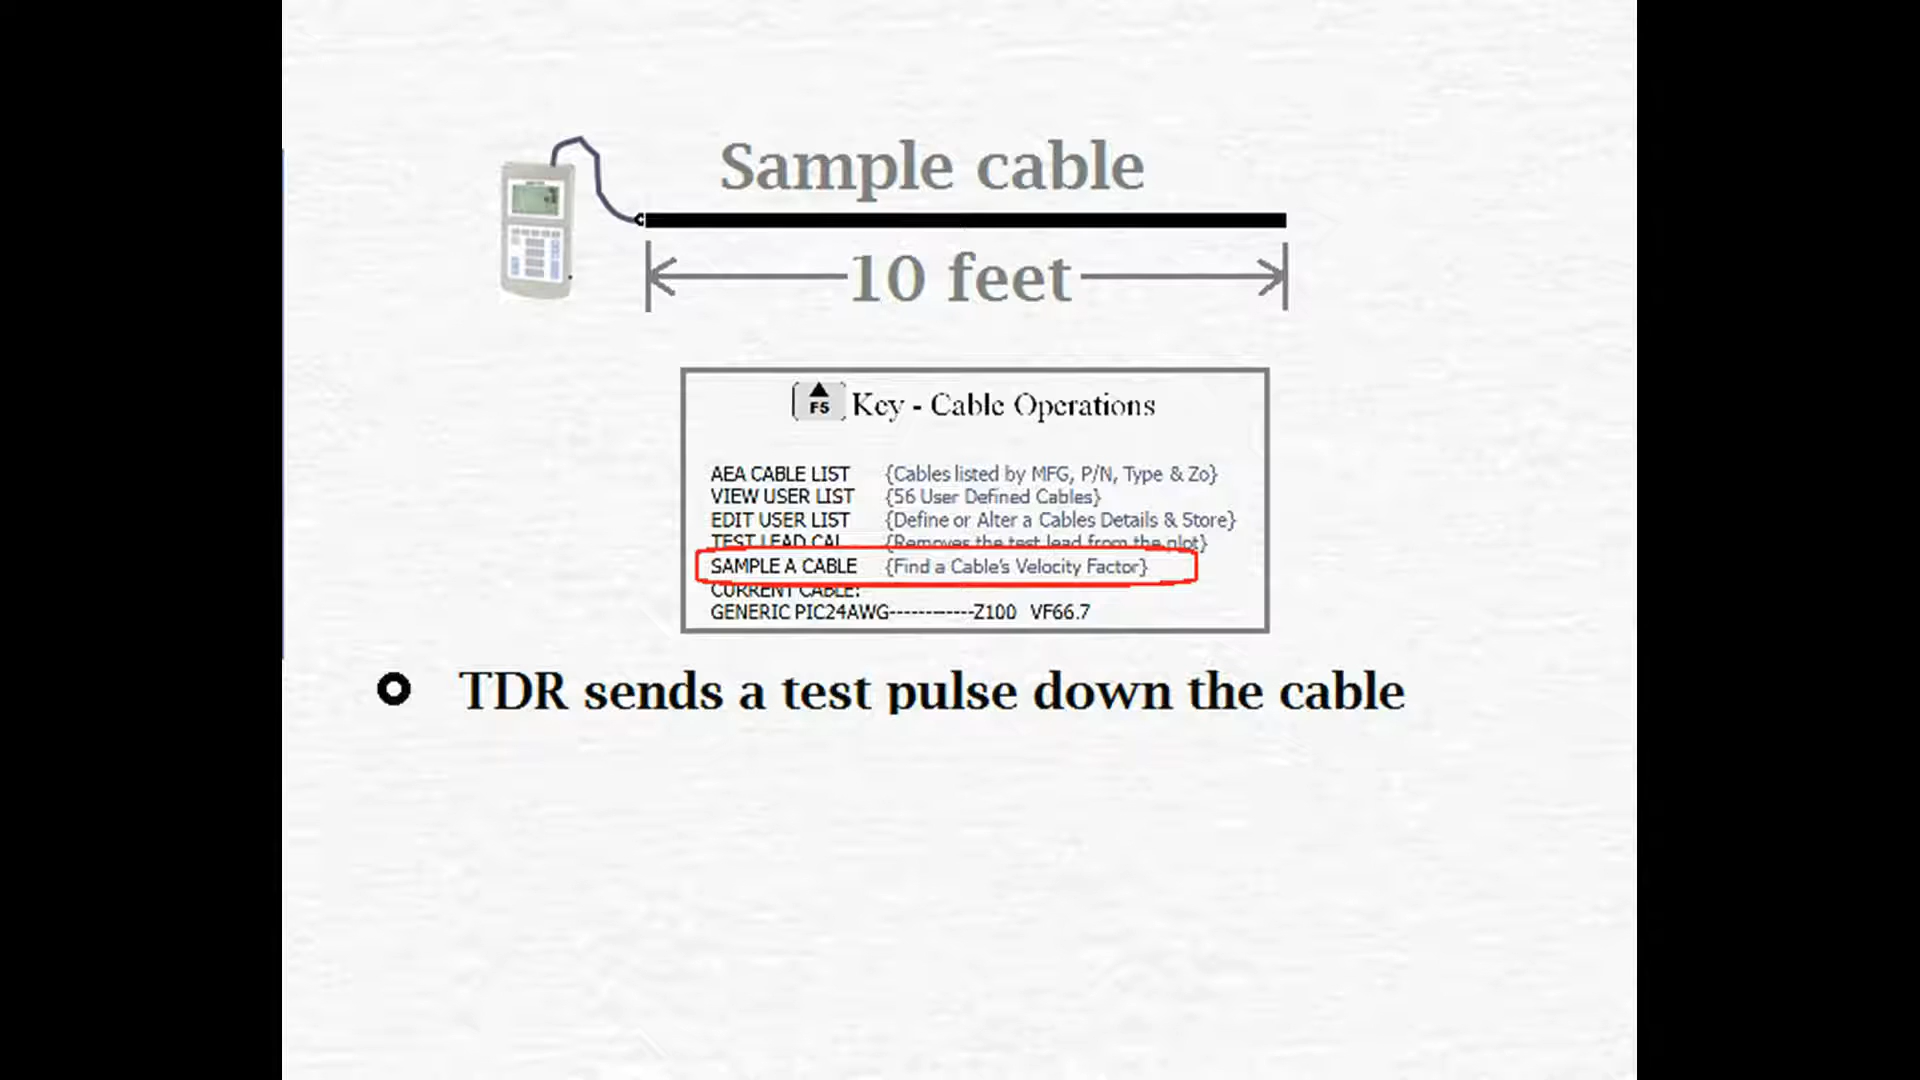 Sample cable
10 feet
F5 Key - Cable Operations
AEA CABLE LIST {Cables listed by MFG, P/N, Type & Zo}
VIEW USER LIST {56 User Defined Cables}
EDIT USER LIST {Define or Alter a Cables Details & Store}
TEST LEAD CAL {Removes the test lead from the plot}
SAMPLE A CABLE {Find a Cable's Velocity Factor}
CURRENT CABLE:
GENERIC PIC24AWG------------Z100 VF66.7
TDR sends a test pulse down the cable